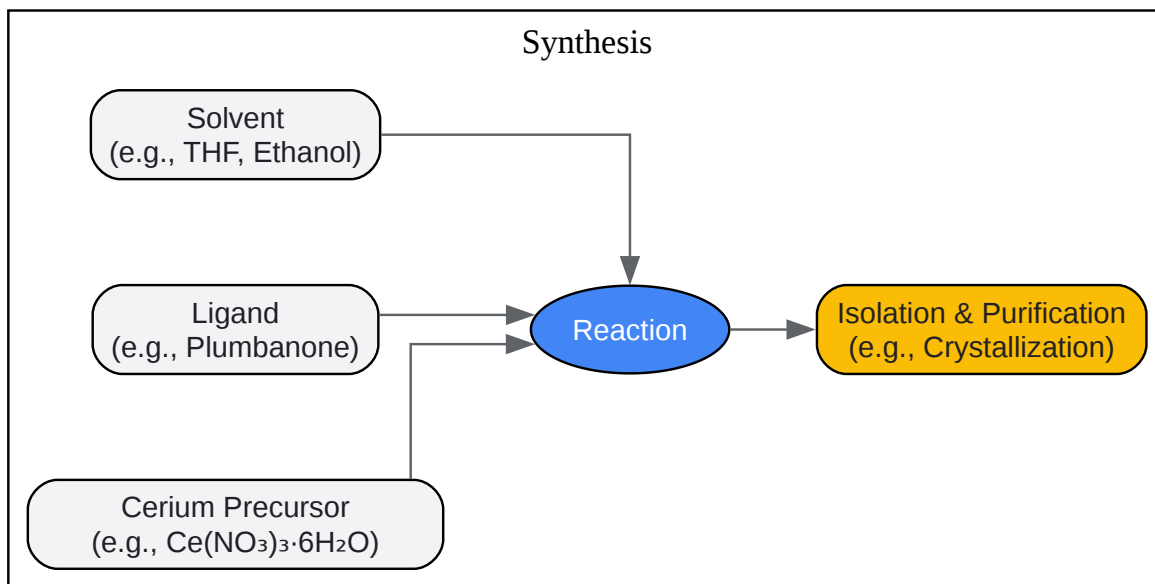 Synthesis
Solvent
(e.g., THF, Ethanol)
Ligand
(e.g., Plumbanone)
Reaction
Isolation & Purification
(e.g., Crystallization)
Cerium Precursor
(e.g., Ce(NO₃)₃·6H₂O)